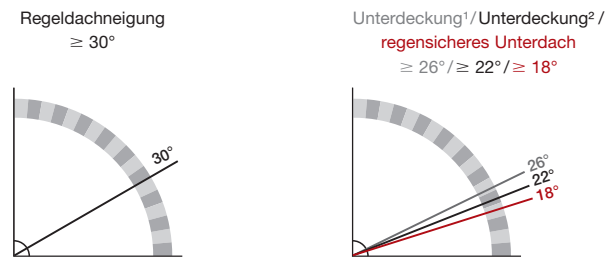 Regeldachneigung
≥ 30°
30°
Unterdeckung¹/Unterdeckung²/
regensicheres Unterdach
≥ 26°/≥ 22°/≥ 18°
26°
22°
18°